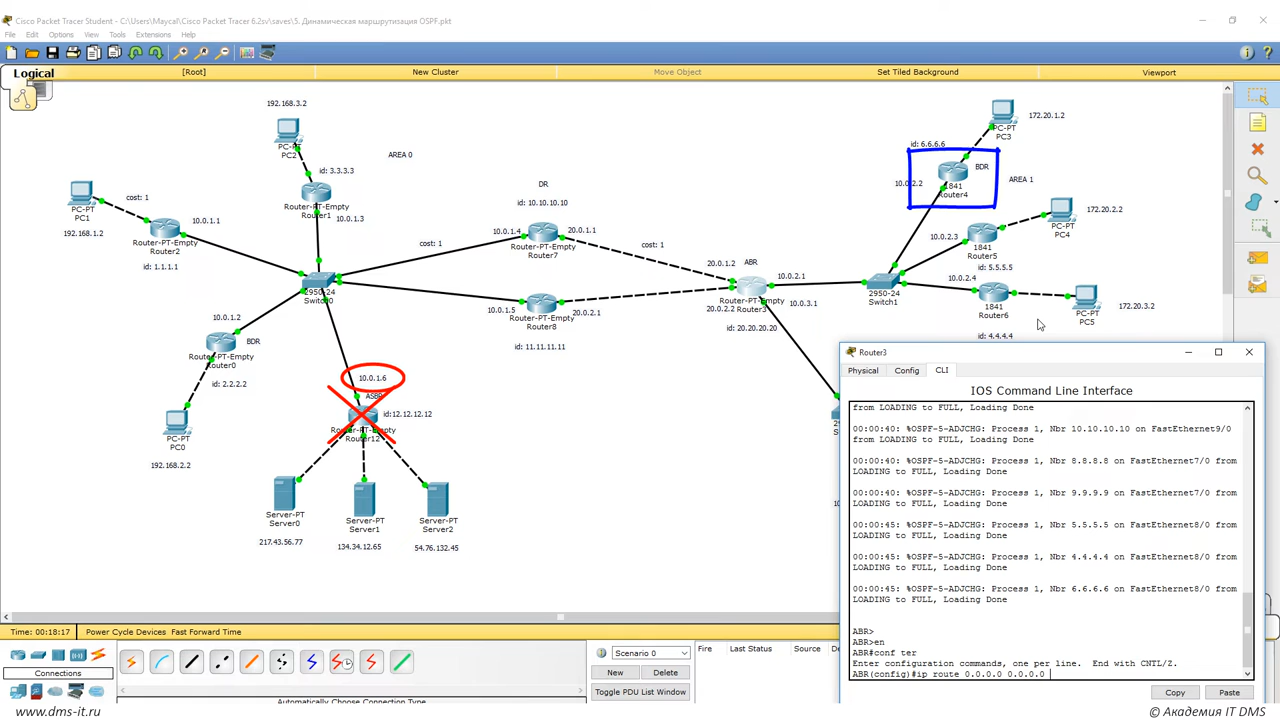 Cisco Packet Tracer Student - C:\Users\Maycal\Cisco Packet Tracer 6.2sv\saves\5. Динамическая маршрутизация OSPF.pkt
File Edit Options View Tools Extensions Help
Logical
[Root]
New Cluster
Move Object
Set Tiled Background
Viewport
192.168.3.2
PC-PT
PC2
id: 3.3.3.3
AREA 0
Router-PT-Empty
Router1
10.0.1.3
PC-PT
PC1
cost: 1
192.168.1.2
10.0.1.1
Router-PT-Empty
Router2
id: 1.1.1.1
2950-24
Switch0
cost: 1
DR
id: 10.10.10.10
10.0.1.4
20.0.1.1
Router-PT-Empty
Router7
cost: 1
10.0.1.5
20.0.2.1
Router-PT-Empty
Router8
id: 11.11.11.11
20.0.1.2
ABR
20.0.2.2
Router-PT-Empty
Router3
id: 20.20.20.20
10.0.2.1
10.0.3.1
2950-24
Switch1
PC-PT
PC3
172.20.1.2
id: 6.6.6.6
BDR
10.0.2.2
1841
Router4
AREA 1
PC-PT
PC4
172.20.2.2
10.0.2.3
1841
Router5
id: 5.5.5.5
10.0.2.4
1841
Router6
id: 4.4.4.4
PC-PT
PC5
172.20.3.2
10.0.1.2
BDR
Router-PT-Empty
Router0
id: 2.2.2.2
PC-PT
PC0
192.168.2.2
10.0.1.6
ASBR
id:12.12.12.12
Router-PT-Empty
Router12
Server-PT
Server0
217.43.56.77
Server-PT
Server1
134.34.12.65
Server-PT
Server2
54.76.132.45
Router3
Physical Config CLI
IOS Command Line Interface
from LOADING to FULL, Loading Done
00:00:40: %OSPF-5-ADJCHG: Process 1, Nbr 10.10.10.10 on FastEthernet9/0
from LOADING to FULL, Loading Done
00:00:40: %OSPF-5-ADJCHG: Process 1, Nbr 8.8.8.8 on FastEthernet7/0 from
LOADING to FULL, Loading Done
00:00:40: %OSPF-5-ADJCHG: Process 1, Nbr 9.9.9.9 on FastEthernet7/0 from
LOADING to FULL, Loading Done
00:00:45: %OSPF-5-ADJCHG: Process 1, Nbr 5.5.5.5 on FastEthernet8/0 from
LOADING to FULL, Loading Done
00:00:45: %OSPF-5-ADJCHG: Process 1, Nbr 4.4.4.4 on FastEthernet8/0 from
LOADING to FULL, Loading Done
00:00:45: %OSPF-5-ADJCHG: Process 1, Nbr 6.6.6.6 on FastEthernet8/0 from
LOADING to FULL, Loading Done
ABR>
ABR>en
ABR#conf ter
Enter configuration commands, one per line. End with CNTL/Z.
ABR(config)#ip route 0.0.0.0 0.0.0.0
Copy Paste
Time: 00:18:17
Power Cycle Devices Fast Forward Time
Connections
Automatically Choose Connection Type
Scenario 0
New Delete
Toggle PDU List Window
Fire Last Status Source
www.dms-it.ru
© Академия IT DMS